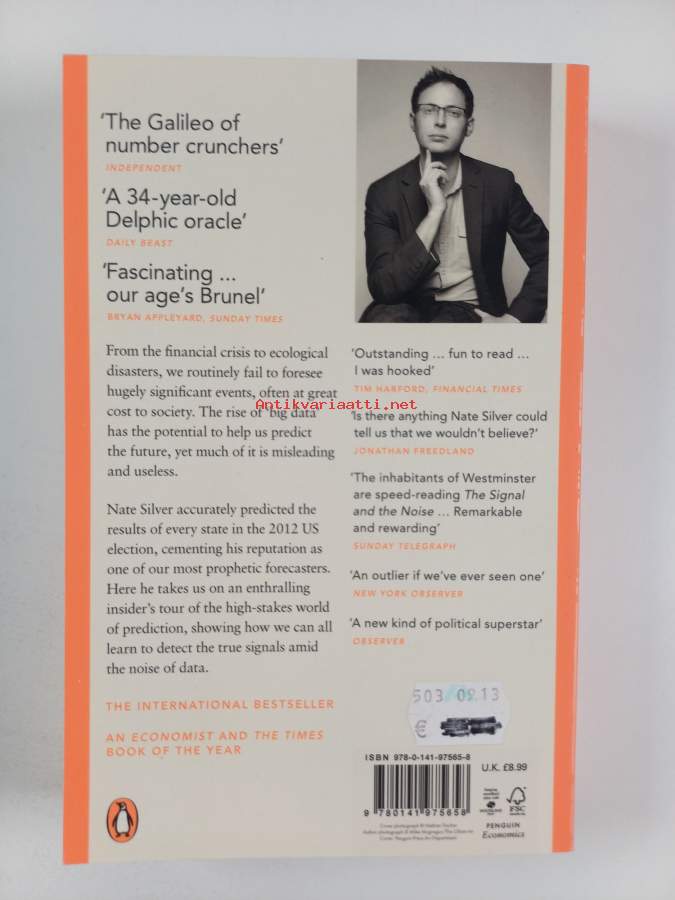 'The Galileo of
number crunchers'
INDEPENDENT
'A 34-year-old
Delphic oracle'
DAILY BEAST
'Fascinating ...
our age's Brunel'
BRYAN APPLEYARD, SUNDAY TIMES
From the financial crisis to ecological
disasters, we routinely fail to foresee
hugely significant events, often at great
cost to society. The rise of 'big data'
has the potential to help us predict
the future, yet much of it is misleading
and useless.
Nate Silver accurately predicted the
results of every state in the 2012 US
election, cementing his reputation as
one of our most prophetic forecasters.
Here he takes us on an enthralling
insider's tour of the high-stakes world
of prediction, showing how we can all
learn to detect the true signals amid
the noise of data.
THE INTERNATIONAL BESTSELLER
AN ECONOMIST AND THE TIMES
BOOK OF THE YEAR
'Outstanding ... fun to read ...
I was hooked'
TIM HARFORD, FINANCIAL TIMES
'Is there anything Nate Silver could
tell us that we wouldn't believe?'
JONATHAN FREEDLAND
'The inhabitants of Westminster
are speed-reading The Signal
and the Noise ... Remarkable
and rewarding'
SUNDAY TELEGRAPH
'An outlier if we've ever seen one'
NEW YORK OBSERVER
'A new kind of political superstar'
OBSERVER
Antikvariaatti.net
503 09.13
€
ISBN 978-0-141-97565-8
9 780141 975658
U.K. £8.99
FSC
PENGUIN
Economics